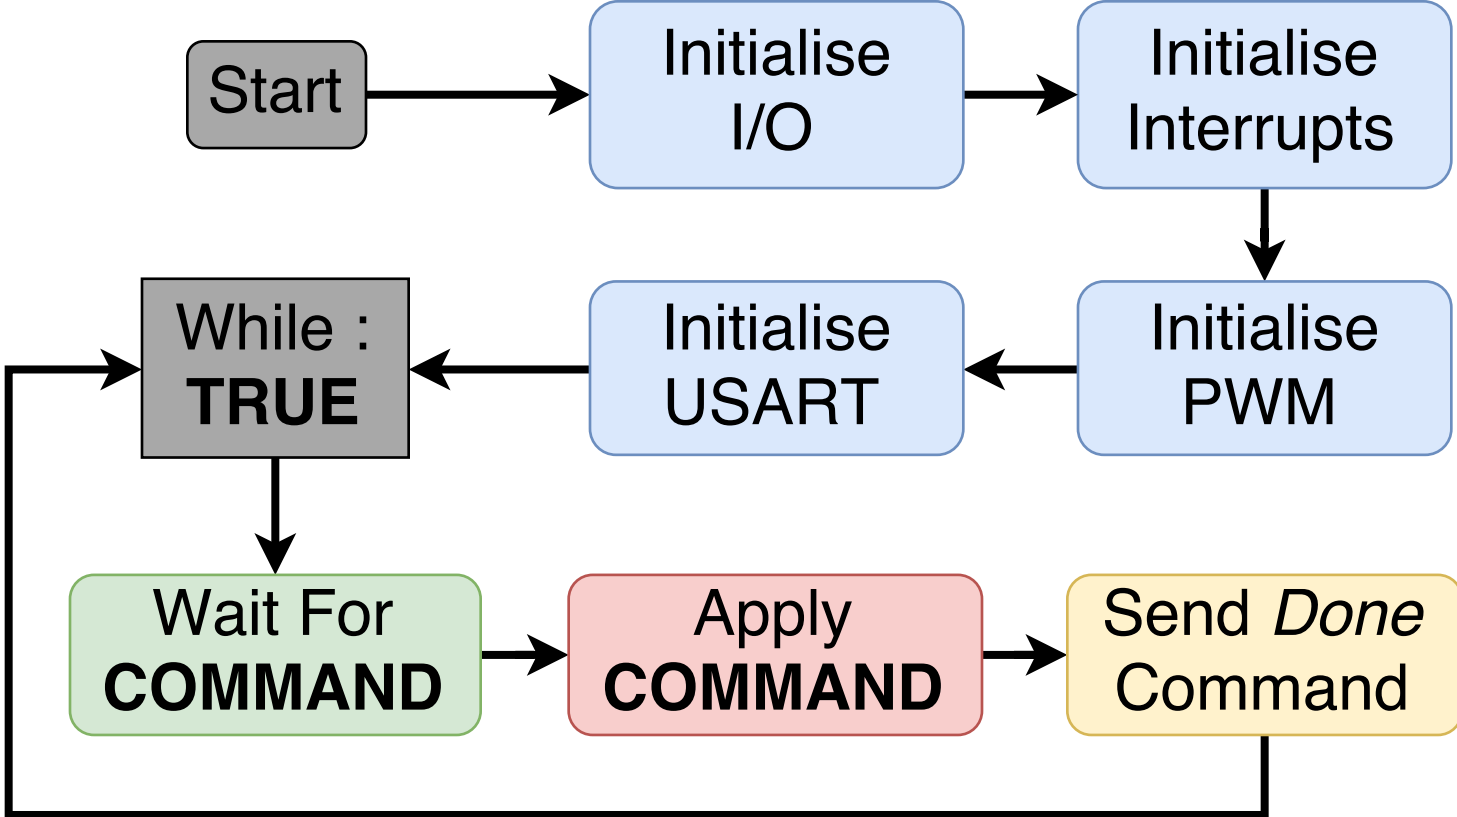 Start
Initialise
I/O
Initialise
Interrupts
While :
TRUE
Initialise
USART
Initialise
PWM
Wait For
COMMAND
Apply
COMMAND
Send Done
Command